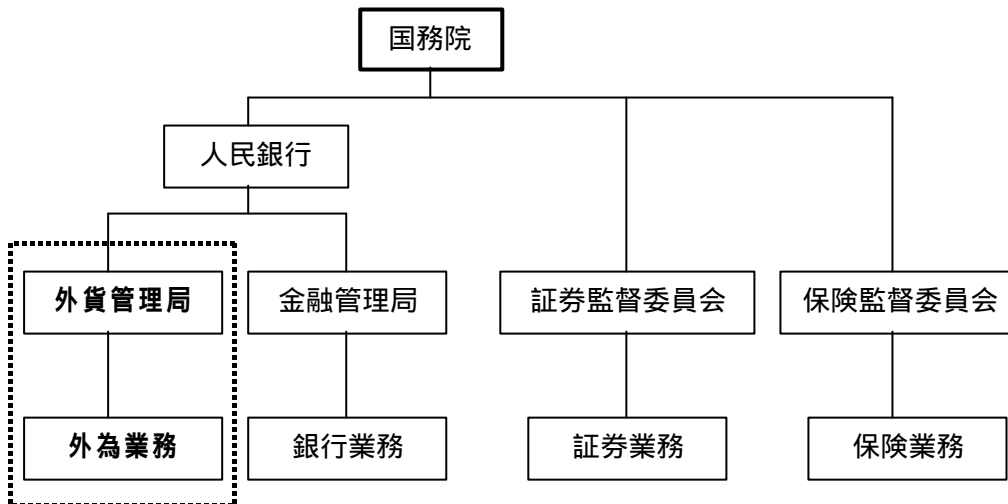 国務院
人民銀行
外貨管理局
金融管理局
証券監督委員会
保険監督委員会
外為業務
銀行業務
証券業務
保険業務